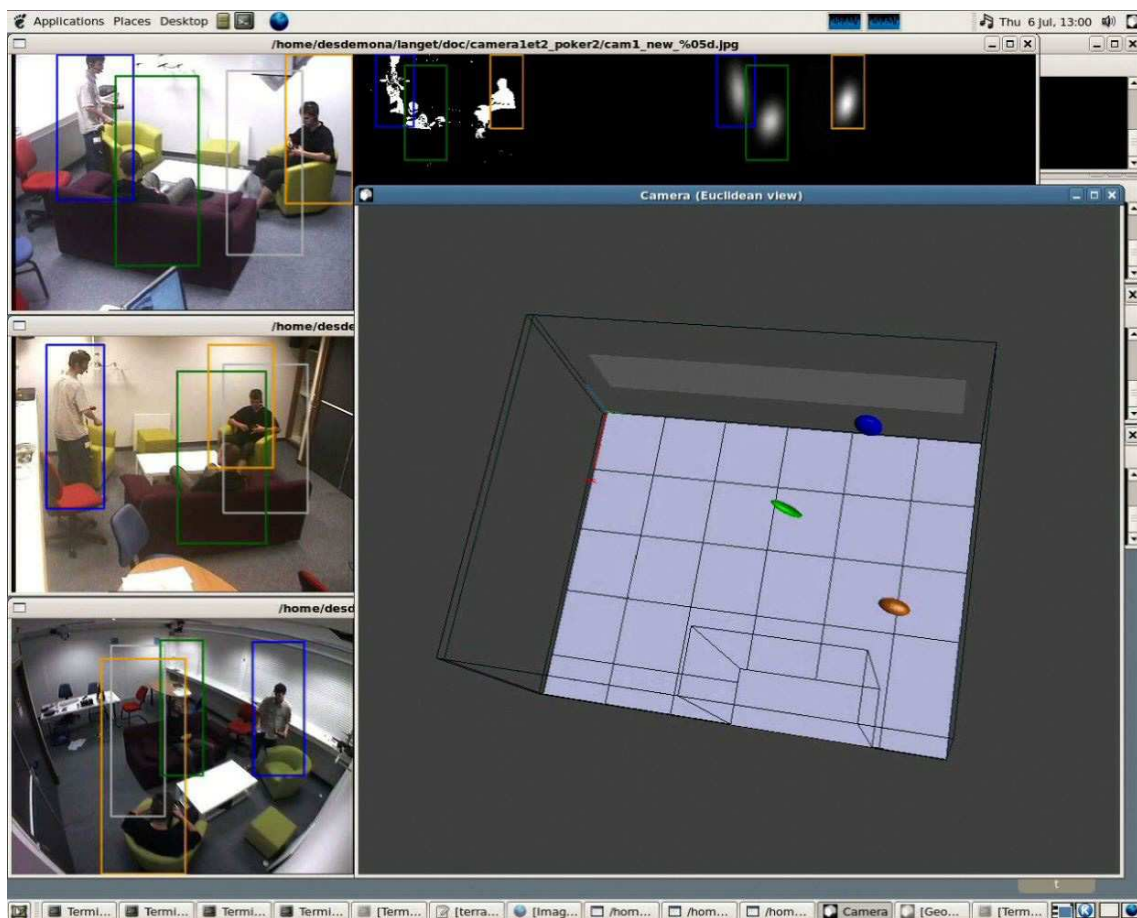 Applications Places Desktop
Thu 6 Jul, 13:00
/home/desdemona/langet/doc/camera1et2_poker2/cam1_new_%05d.jpg
Camera (Euclidean view)
/home/desde
/home/desd
t
Termi... Termi... Termi... Termi... [Term... [terra... [Imag... /hom... /hom... /hom... Camera [Geo... [Term...